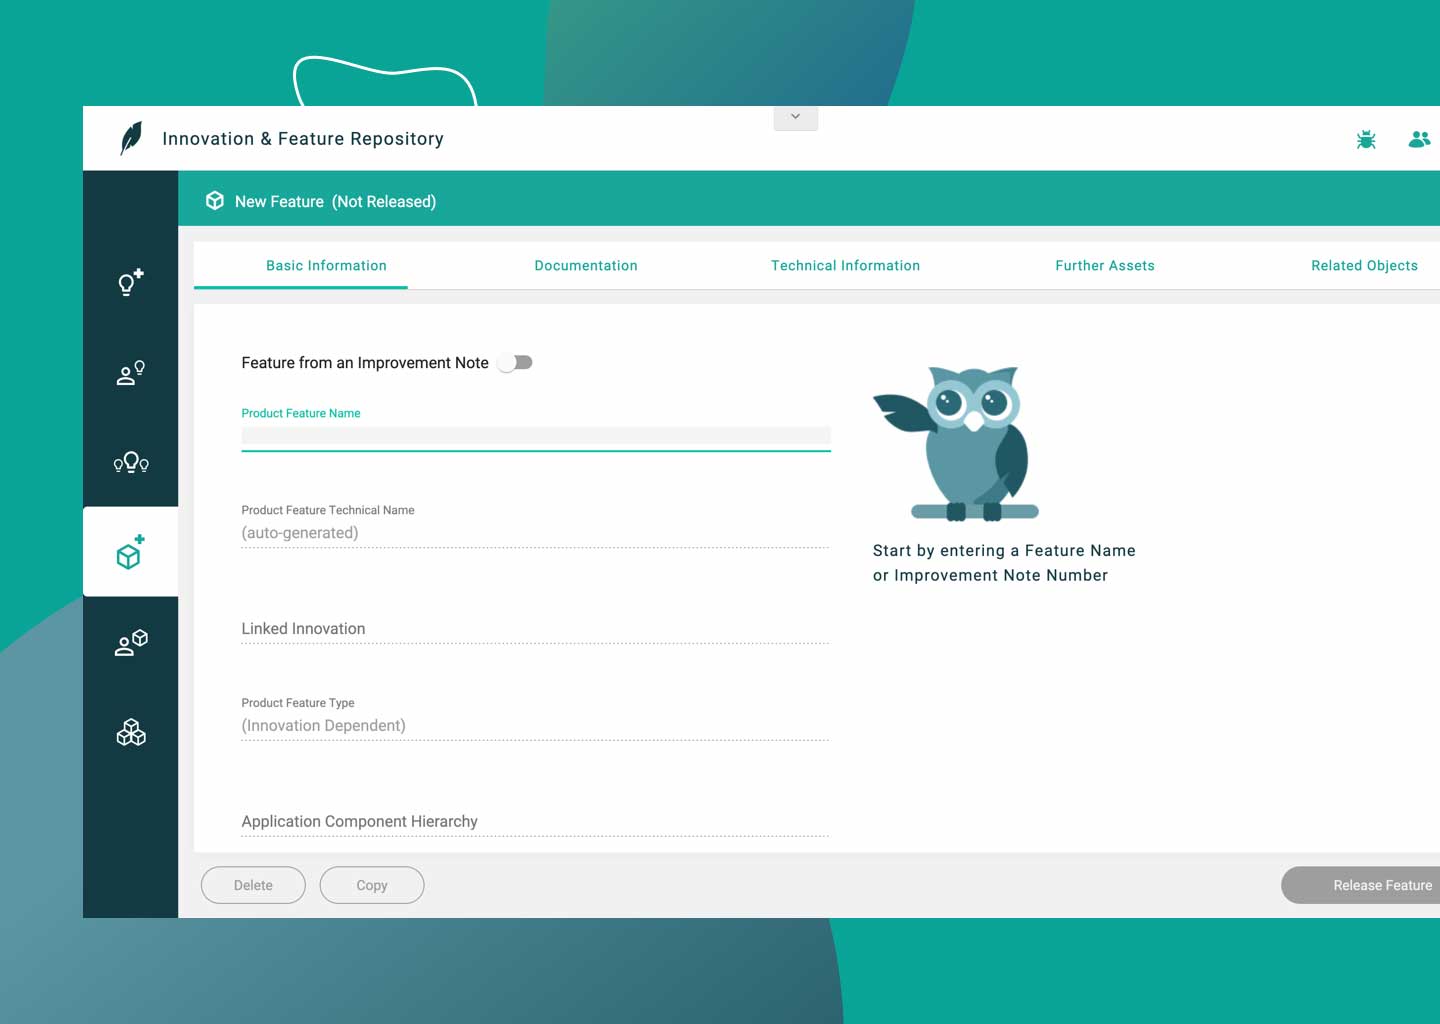 Innovation & Feature Repository
New Feature (Not Released)
Basic Information
Documentation
Technical Information
Further Assets
Related Objects
Feature from an Improvement Note
Product Feature Name
Product Feature Technical Name
(auto-generated)
Linked Innovation
Product Feature Type
(Innovation Dependent)
Application Component Hierarchy
Start by entering a Feature Name
or Improvement Note Number
Delete
Copy
Release Feature